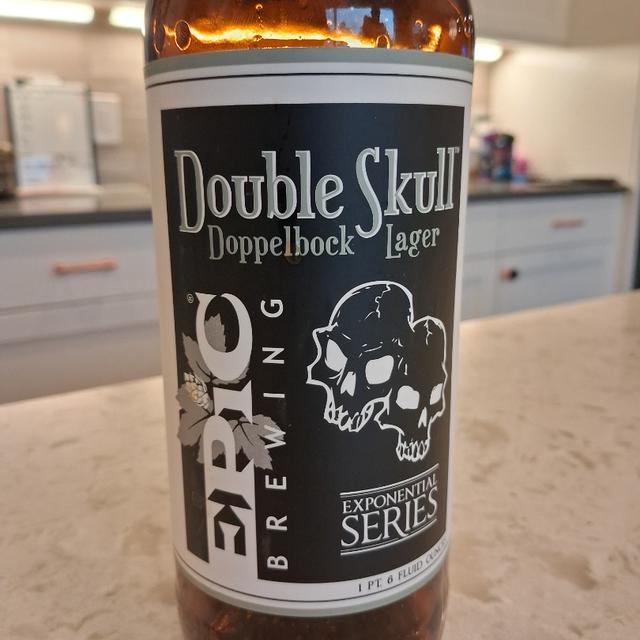 Double Skull™
Doppelbock Lager
EPIC®
BREWING
EXPONENTIAL
SERIES
1 PT. 6 FLUID OUNCES